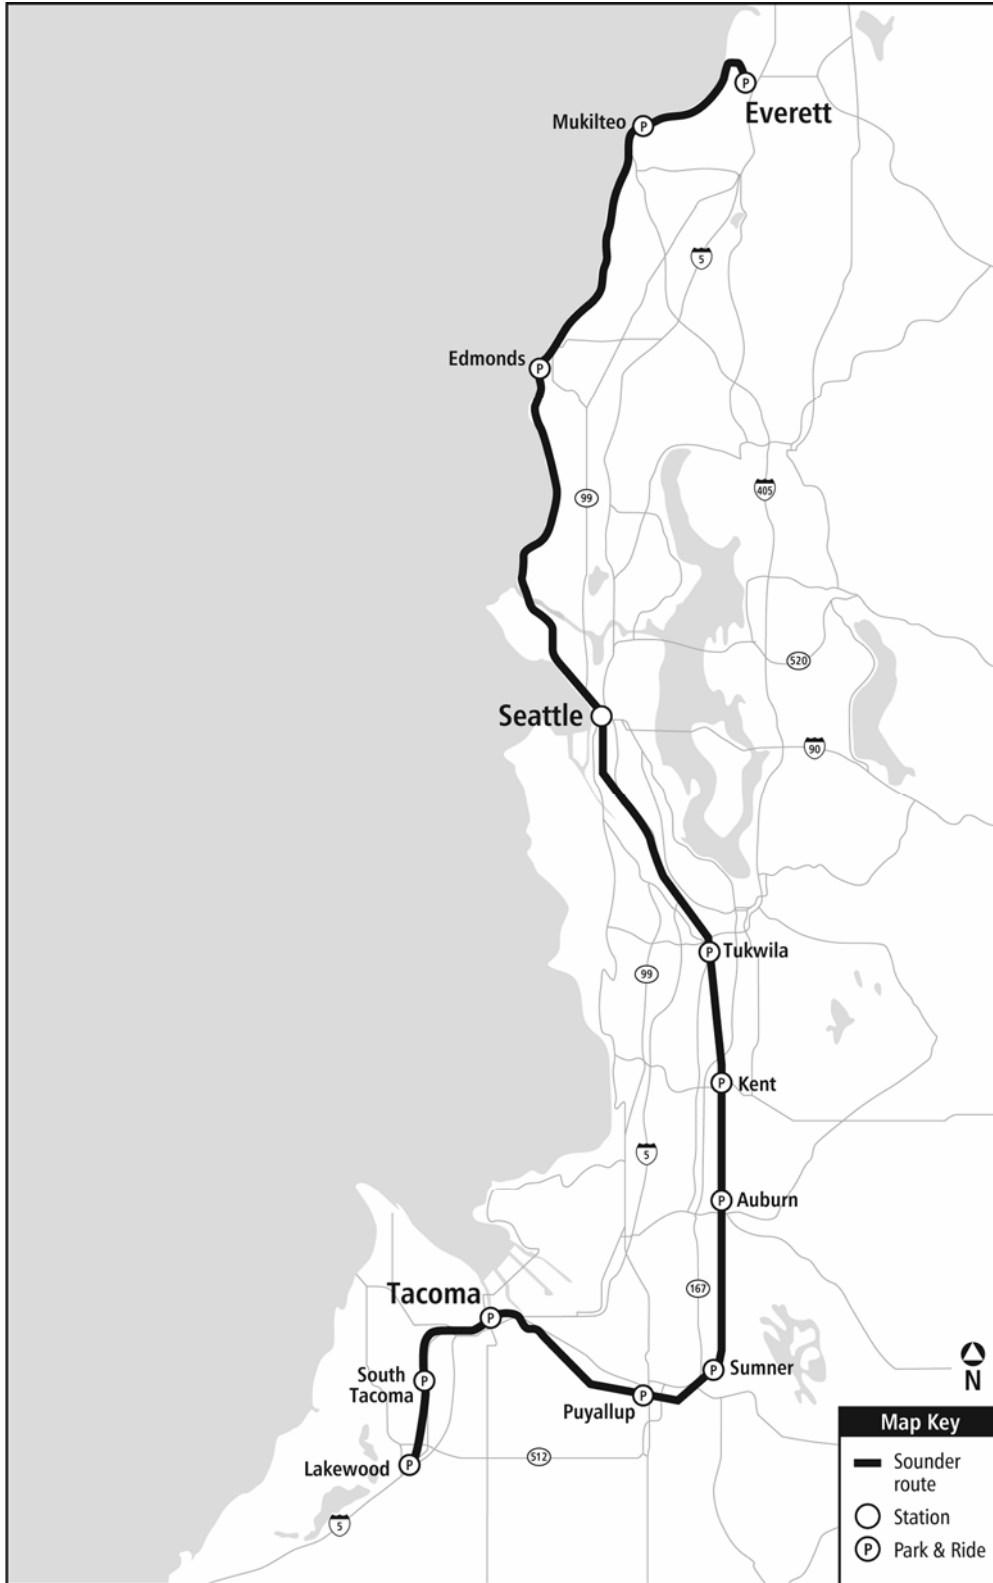 Everett
Mukilteo
P
P
5
Edmonds
P
99
405
520
Seattle
90
Tukwila
P
99
Kent
P
5
Auburn
P
167
Tacoma
P
Sumner
P
South
Tacoma
P
Puyallup
P
Lakewood
P
512
5
N
Map Key
Sounder
route
Station
P
Park & Ride